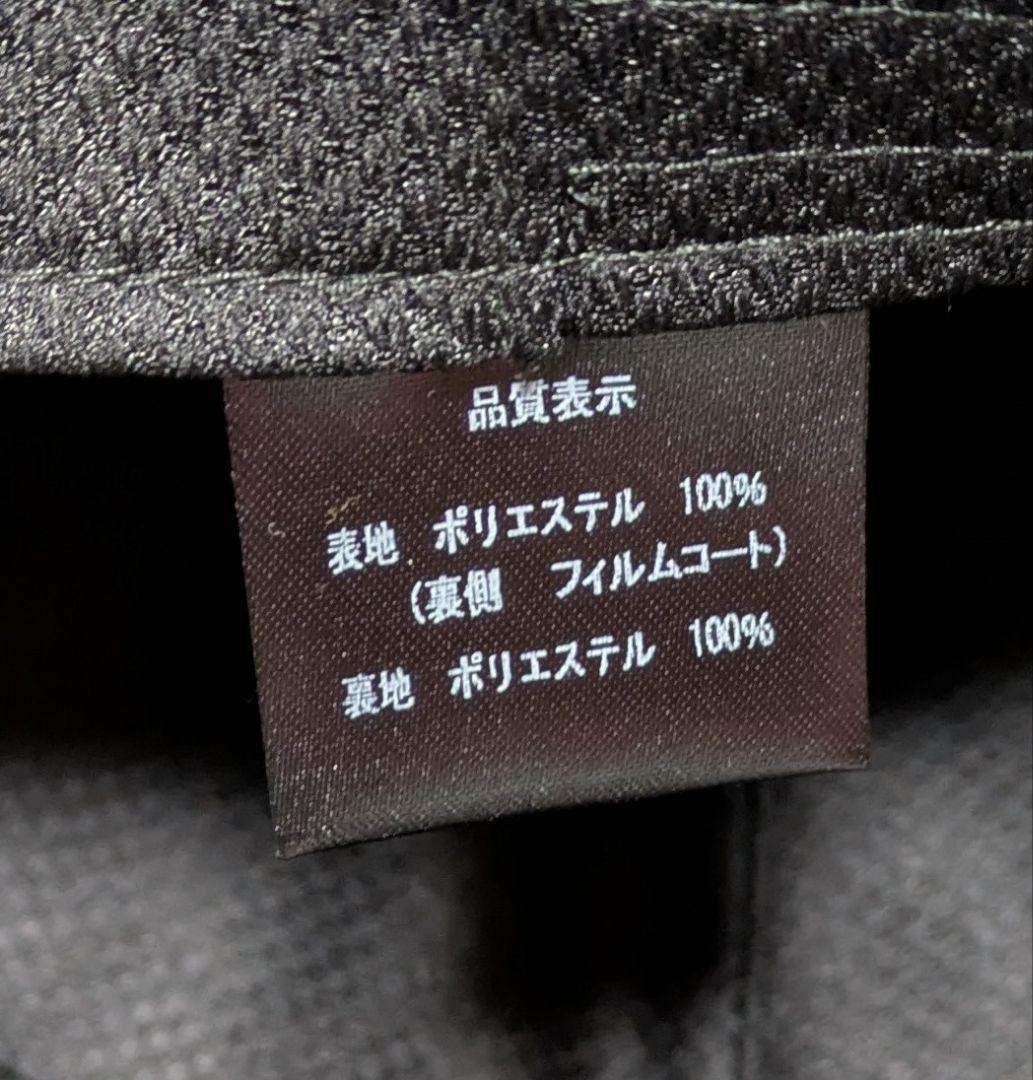 品質表示
表地　ポリエステル　100%
(裏側　フィルムコート)
裏地　ポリエステル　100%